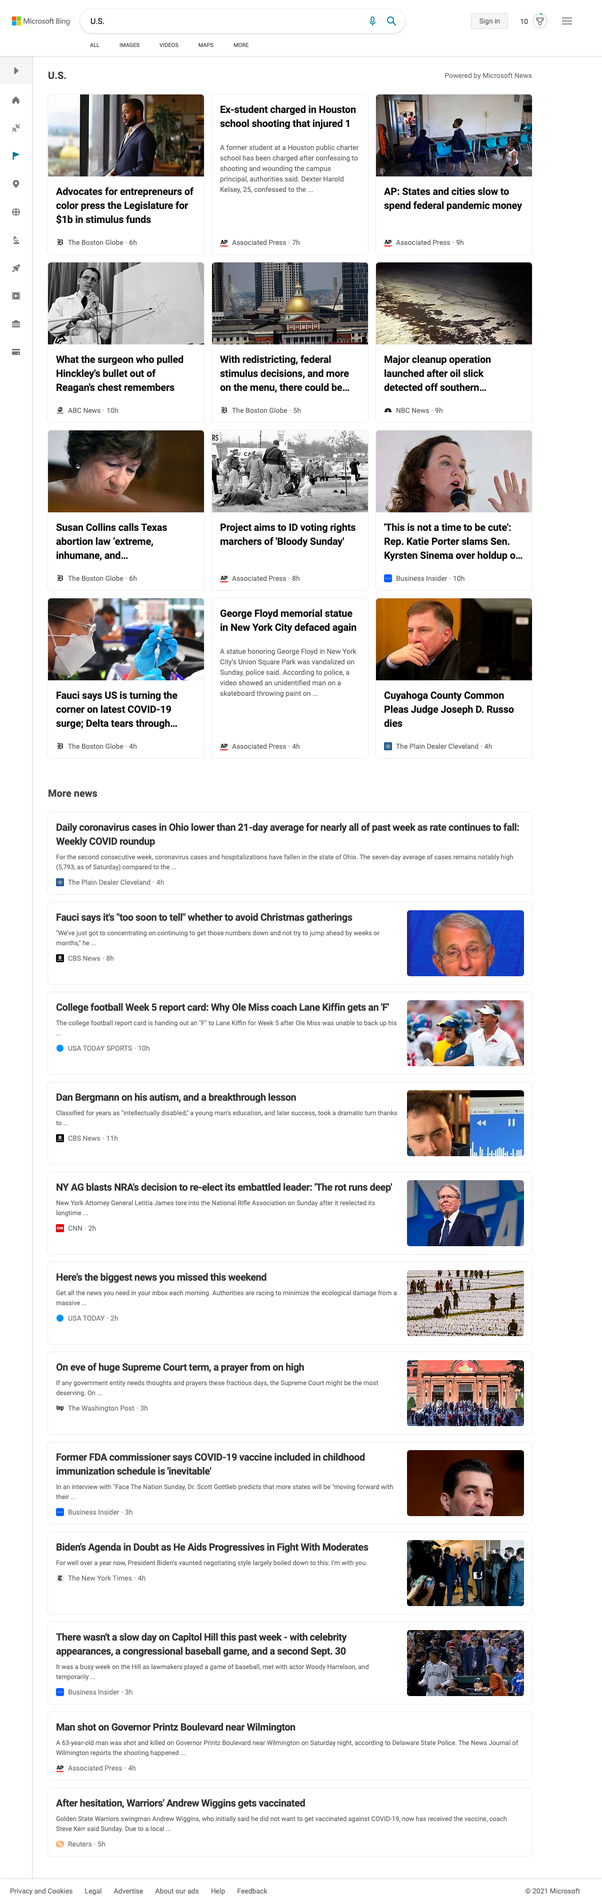 Microsoft Bing
U.S.
Sign in
10
ALL
IMAGES
VIDEOS
MAPS
MORE
U.S.
Powered by Microsoft News
Advocates for entrepreneurs of
color press the Legislature for
$1b in stimulus funds
The Boston Globe · 6h
Ex-student charged in Houston
school shooting that injured 1
A former student at a Houston public charter
school has been charged after confessing to
shooting and wounding the campus
principal, authorities said. Dexter Harold
Kelsey, 25, confessed to the ...
AP Associated Press · 7h
AP: States and cities slow to
spend federal pandemic money
AP Associated Press · 9h
What the surgeon who pulled
Hinckley's bullet out of
Reagan's chest remembers
ABC News · 10h
With redistricting, federal
stimulus decisions, and more
on the menu, there could be...
The Boston Globe · 5h
Major cleanup operation
launched after oil slick
detected off southern...
NBC News · 9h
Susan Collins calls Texas
abortion law 'extreme,
inhumane, and...
The Boston Globe · 6h
RS
Project aims to ID voting rights
marchers of 'Bloody Sunday'
AP Associated Press · 8h
'This is not a time to be cute':
Rep. Katie Porter slams Sen.
Kyrsten Sinema over holdup o...
Business Insider · 10h
Fauci says US is turning the
corner on latest COVID-19
surge; Delta tears through...
The Boston Globe · 4h
George Floyd memorial statue
in New York City defaced again
A statue honoring George Floyd in New York
City's Union Square Park was vandalized on
Sunday, police said. According to police, a
video showed an unidentified man on a
skateboard throwing paint on ...
AP Associated Press · 4h
Cuyahoga County Common
Pleas Judge Joseph D. Russo
dies
The Plain Dealer Cleveland · 4h
More news
Daily coronavirus cases in Ohio lower than 21-day average for nearly all of past week as rate continues to fall:
Weekly COVID roundup
For the second consecutive week, coronavirus cases and hospitalizations have fallen in the state of Ohio. The seven-day average of cases remains notably high
(5,793, as of Saturday) compared to the ...
The Plain Dealer Cleveland · 4h
Fauci says it's "too soon to tell" whether to avoid Christmas gatherings
"We've just got to concentrating on continuing to get those numbers down and not try to jump ahead by weeks or
months," he ...
CBS News · 8h
College football Week 5 report card: Why Ole Miss coach Lane Kiffin gets an 'F'
The college football report card is handing out an "F" to Lane Kiffin for Week 5 after Ole Miss was unable to back up his
...
USA TODAY SPORTS · 10h
Dan Bergmann on his autism, and a breakthrough lesson
Classified for years as "intellectually disabled," a young man's education, and later success, took a dramatic turn thanks
to ...
CBS News · 11h
NY AG blasts NRA's decision to re-elect its embattled leader: 'The rot runs deep'
New York Attorney General Letitia James tore into the National Rifle Association on Sunday after it reelected its
longtime ...
CNN CNN · 2h
Here's the biggest news you missed this weekend
Get all the news you need in your inbox each morning. Authorities are racing to minimize the ecological damage from a
massive ...
USA TODAY · 2h
On eve of huge Supreme Court term, a prayer from on high
If any government entity needs thoughts and prayers these fractious days, the Supreme Court might be the most
deserving. On ...
wp The Washington Post · 3h
Former FDA commissioner says COVID-19 vaccine included in childhood
immunization schedule is 'inevitable'
In an interview with "Face The Nation Sunday, Dr. Scott Gottlieb predicts that more states will be "moving forward with
their ...
Business Insider · 3h
Biden's Agenda in Doubt as He Aids Progressives in Fight With Moderates
For well over a year now, President Biden's vaunted negotiating style largely boiled down to this: I'm with you.
The New York Times · 4h
There wasn't a slow day on Capitol Hill this past week - with celebrity
appearances, a congressional baseball game, and a second Sept. 30
It was a busy week on the Hill as lawmakers played a game of baseball, met with actor Woody Harrelson, and
temporarily ...
Business Insider · 3h
Man shot on Governor Printz Boulevard near Wilmington
A 63-year-old man was shot and killed on Governor Printz Boulevard near Wilmington on Saturday night, according to Delaware State Police. The News Journal of
Wilmington reports the shooting happened ...
AP Associated Press · 4h
After hesitation, Warriors' Andrew Wiggins gets vaccinated
Golden State Warriors swingman Andrew Wiggins, who initially said he did not want to get vaccinated against COVID-19, now has received the vaccine, coach
Steve Kerr said Sunday. Due to a local ...
Reuters · 5h
Privacy and Cookies
Legal
Advertise
About our ads
Help
Feedback
© 2021 Microsoft